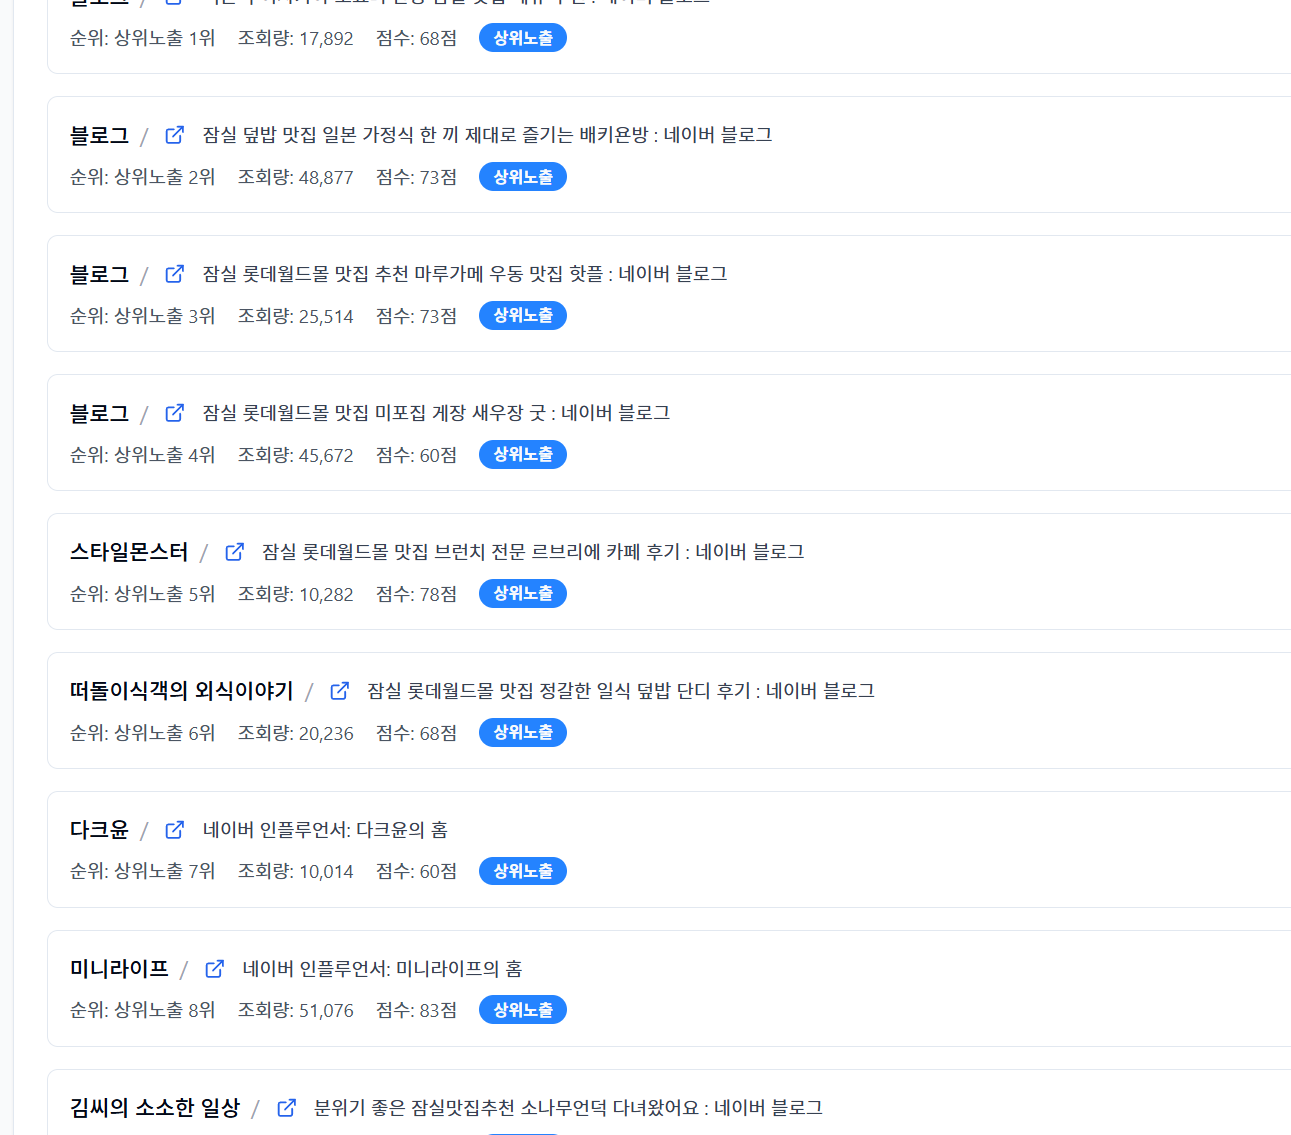 순위: 상위노출 1위 조회량: 17,892 점수: 68점 상위노출
블로그 / 잠실 덮밥 맛집 일본 가정식 한 끼 제대로 즐기는 배키욘방 : 네이버 블로그
순위: 상위노출 2위 조회량: 48,877 점수: 73점 상위노출
블로그 / 잠실 롯데월드몰 맛집 추천 마루가메 우동 맛집 핫플 : 네이버 블로그
순위: 상위노출 3위 조회량: 25,514 점수: 73점 상위노출
블로그 / 잠실 롯데월드몰 맛집 미포집 게장 새우장 굿 : 네이버 블로그
순위: 상위노출 4위 조회량: 45,672 점수: 60점 상위노출
스타일몬스터 / 잠실 롯데월드몰 맛집 브런치 전문 르브리에 카페 후기 : 네이버 블로그
순위: 상위노출 5위 조회량: 10,282 점수: 78점 상위노출
떠돌이식객의 외식이야기 / 잠실 롯데월드몰 맛집 정갈한 일식 덮밥 단디 후기 : 네이버 블로그
순위: 상위노출 6위 조회량: 20,236 점수: 68점 상위노출
다크윤 / 네이버 인플루언서: 다크윤의 홈
순위: 상위노출 7위 조회량: 10,014 점수: 60점 상위노출
미니라이프 / 네이버 인플루언서: 미니라이프의 홈
순위: 상위노출 8위 조회량: 51,076 점수: 83점 상위노출
김씨의 소소한 일상 / 분위기 좋은 잠실맛집추천 소나무언덕 다녀왔어요 : 네이버 블로그